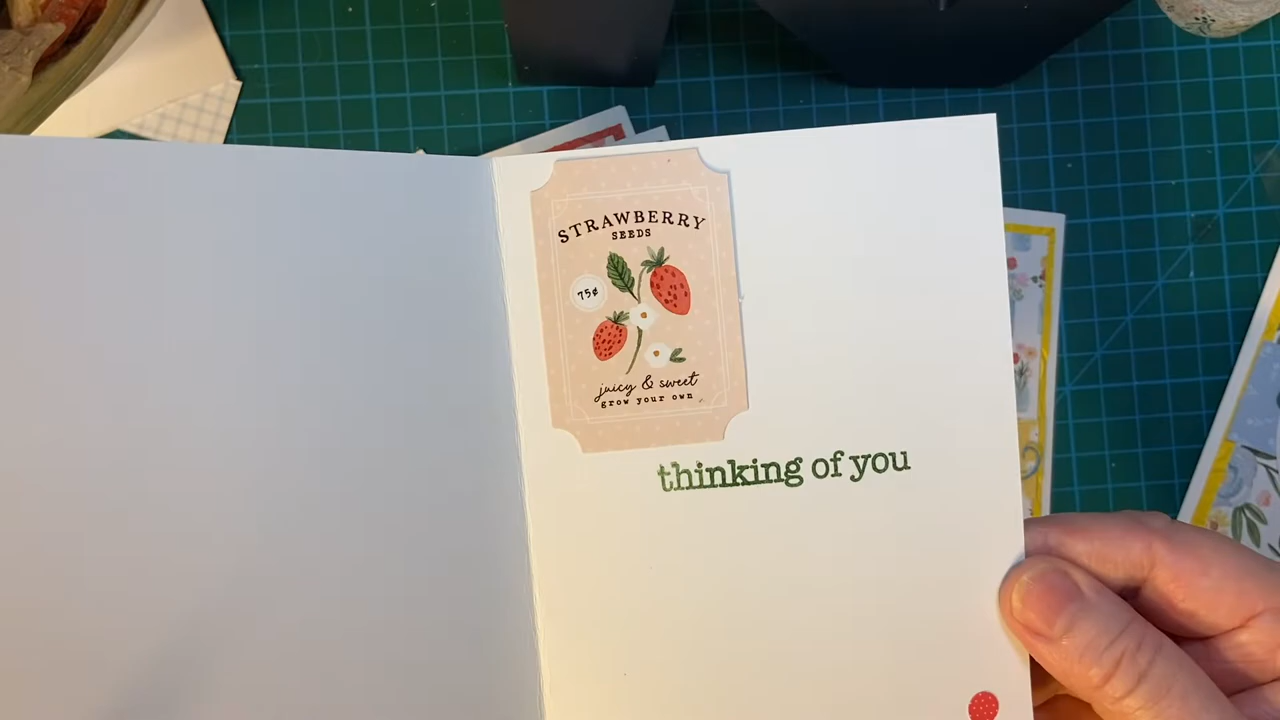 STRAWBERRY
SEEDS
75¢
juicy & sweet
grow your own
thinking of you